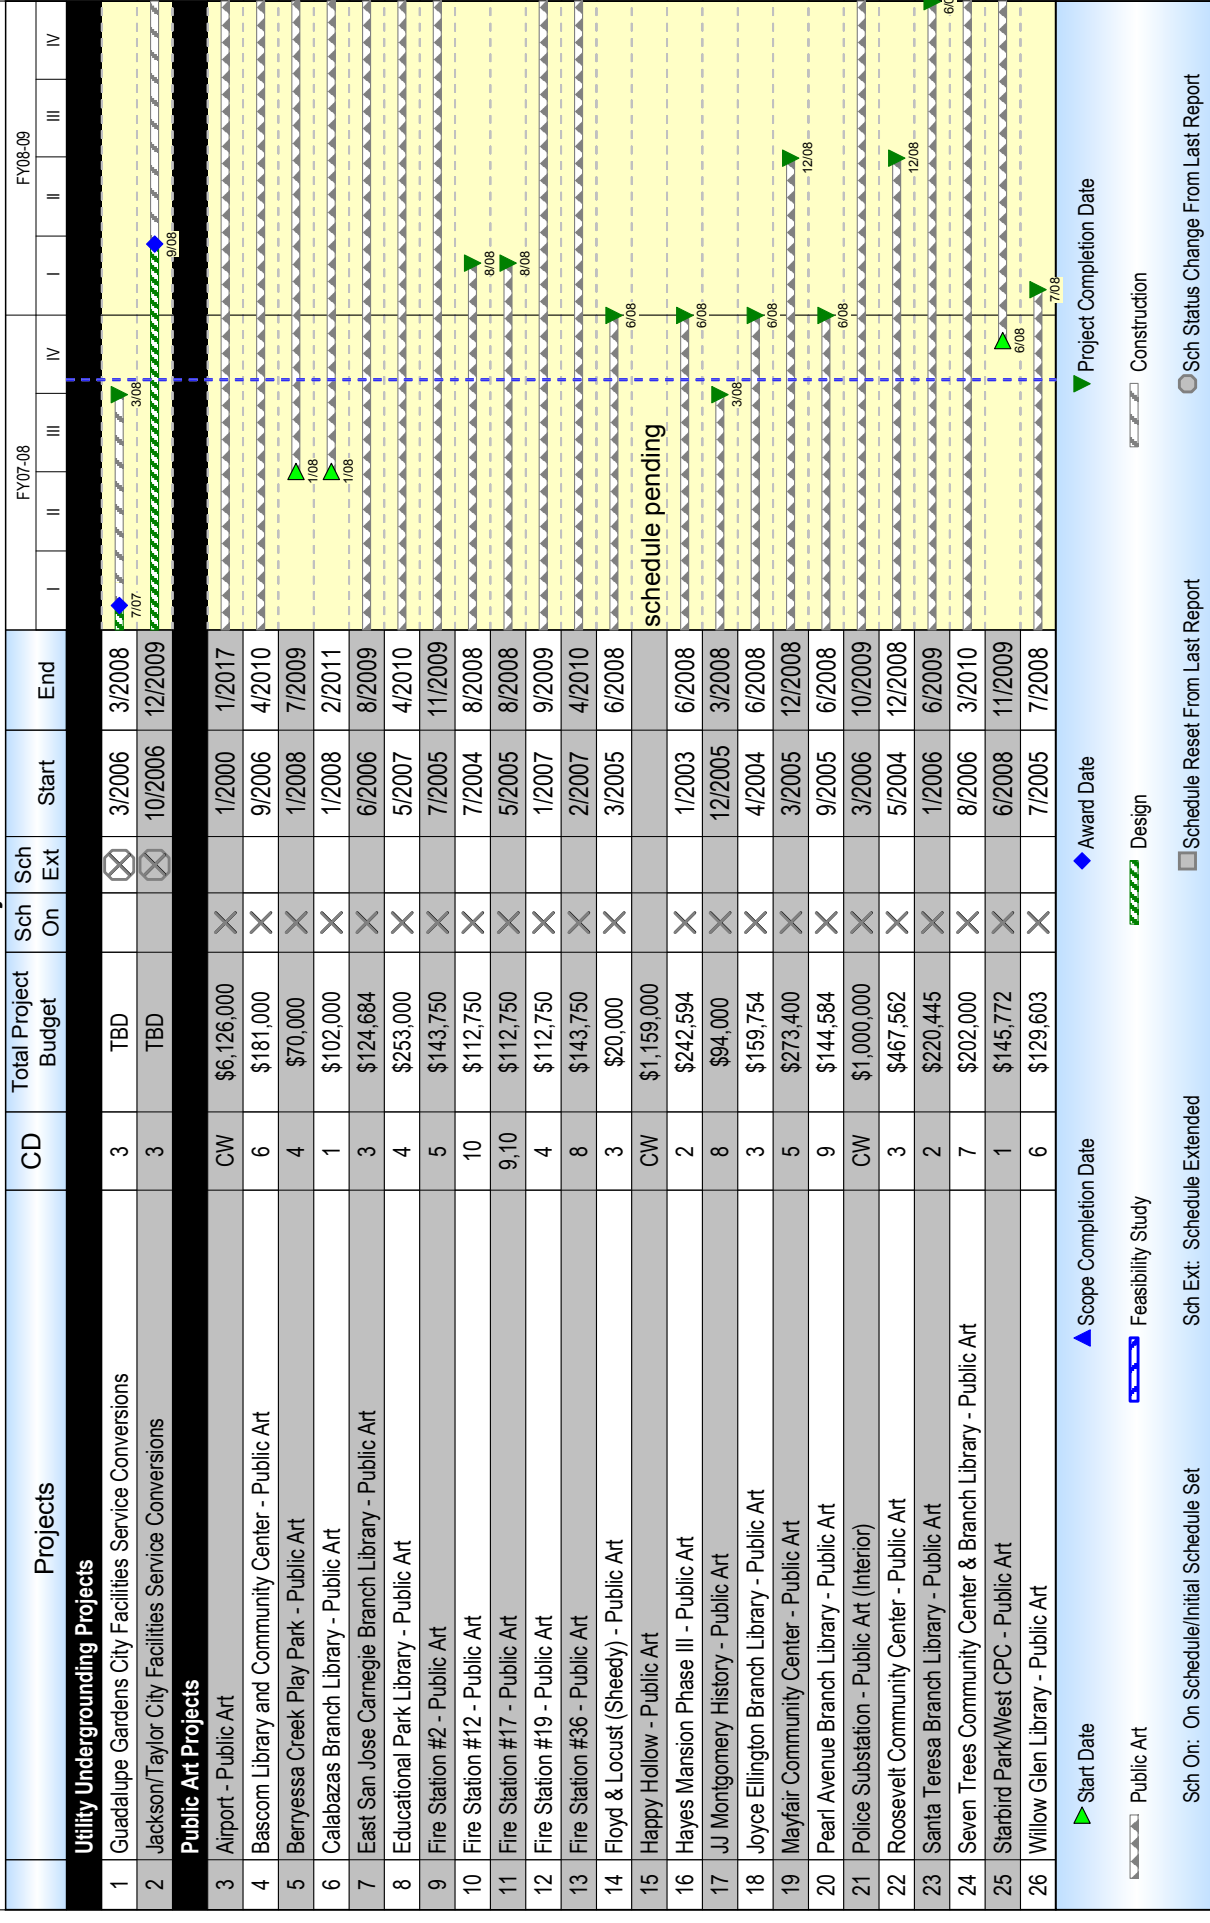 Projects CD Total Project Budget Sch On Sch Ext Start End FY07-08 FY08-09
I II III IV I II III IV
Utility Undergrounding Projects
1 Guadalupe Gardens City Facilities Service Conversions 3 TBD 3/2006 3/2008 7/07 3/08
2 Jackson/Taylor City Facilities Service Conversions 3 TBD 10/2006 12/2009 9/08
Public Art Projects
3 Airport - Public Art CW $6,126,000 1/2000 1/2017
4 Bascom Library and Community Center - Public Art 6 $181,000 9/2006 4/2010
5 Berryessa Creek Play Park - Public Art 4 $70,000 1/2008 7/2009 1/08
6 Calabazas Branch Library - Public Art 1 $102,000 1/2008 2/2011 1/08
7 East San Jose Carnegie Branch Library - Public Art 3 $124,684 6/2006 8/2009
8 Educational Park Library - Public Art 4 $253,000 5/2007 4/2010
9 Fire Station #2 - Public Art 5 $143,750 7/2005 11/2009
10 Fire Station #12 - Public Art 10 $112,750 7/2004 8/2008 8/08
11 Fire Station #17 - Public Art 9,10 $112,750 5/2005 8/2008 8/08
12 Fire Station #19 - Public Art 4 $112,750 1/2007 9/2009
13 Fire Station #36 - Public Art 8 $143,750 2/2007 4/2010
14 Floyd & Locust (Sheedy) - Public Art 3 $20,000 3/2005 6/2008 6/08
15 Happy Hollow - Public Art CW $1,159,000 schedule pending
16 Hayes Mansion Phase III - Public Art 2 $242,594 1/2003 6/2008 6/08
17 JJ Montgomery History - Public Art 8 $94,000 12/2005 3/2008 3/08
18 Joyce Ellington Branch Library - Public Art 3 $159,754 4/2004 6/2008 6/08
19 Mayfair Community Center - Public Art 5 $273,400 3/2005 12/2008 12/08
20 Pearl Avenue Branch Library - Public Art 9 $144,584 9/2005 6/2008 6/08
21 Police Substation - Public Art (Interior) CW $1,000,000 3/2006 10/2009
22 Roosevelt Community Center - Public Art 3 $467,562 5/2004 12/2008 12/08
23 Santa Teresa Branch Library - Public Art 2 $220,445 1/2006 6/2009
24 Seven Trees Community Center & Branch Library - Public Art 7 $202,000 8/2006 3/2010
25 Starbird Park/West CPC - Public Art 1 $145,772 6/2008 11/2009 6/08
26 Willow Glen Library - Public Art 6 $129,603 7/2005 7/2008 7/08
Start Date Scope Completion Date Award Date Project Completion Date
Public Art Feasibility Study Design Construction
Sch On: On Schedule/Initial Schedule Set Sch Ext: Schedule Extended Schedule Reset From Last Report Sch Status Change From Last Report